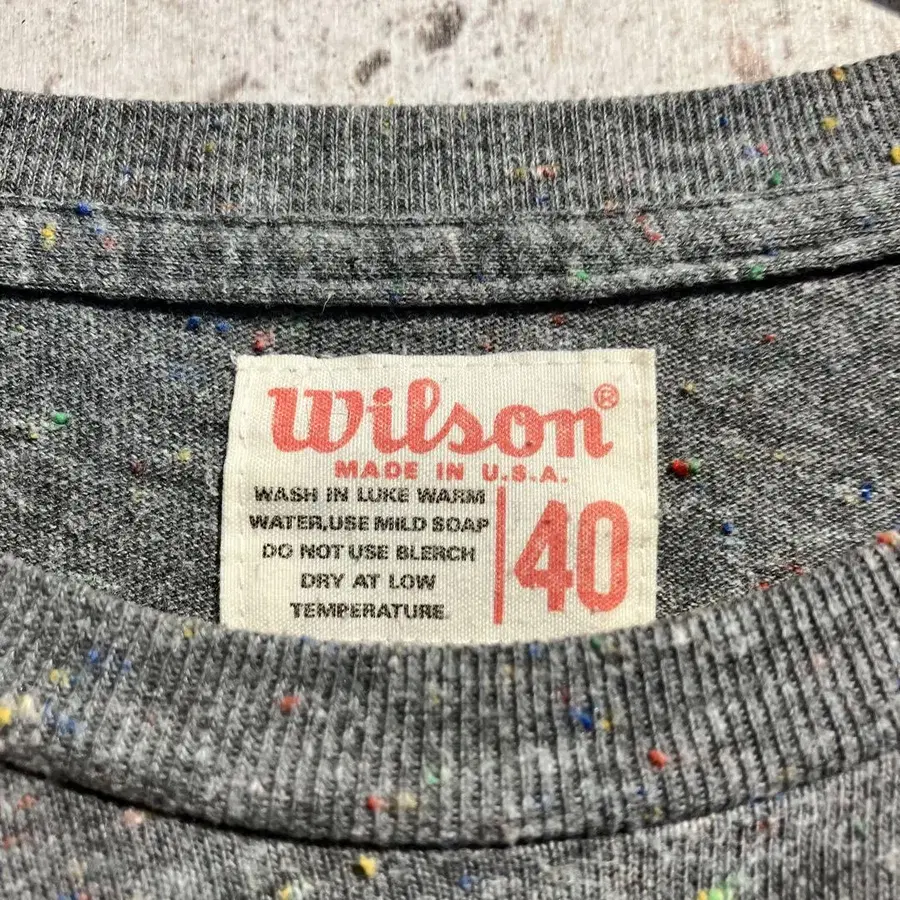 Wilson®
MADE IN U.S.A.
WASH IN LUKE WARM
WATER,USE MILD SOAP
DO NOT USE BLERCH
DRY AT LOW
TEMPERATURE.
40